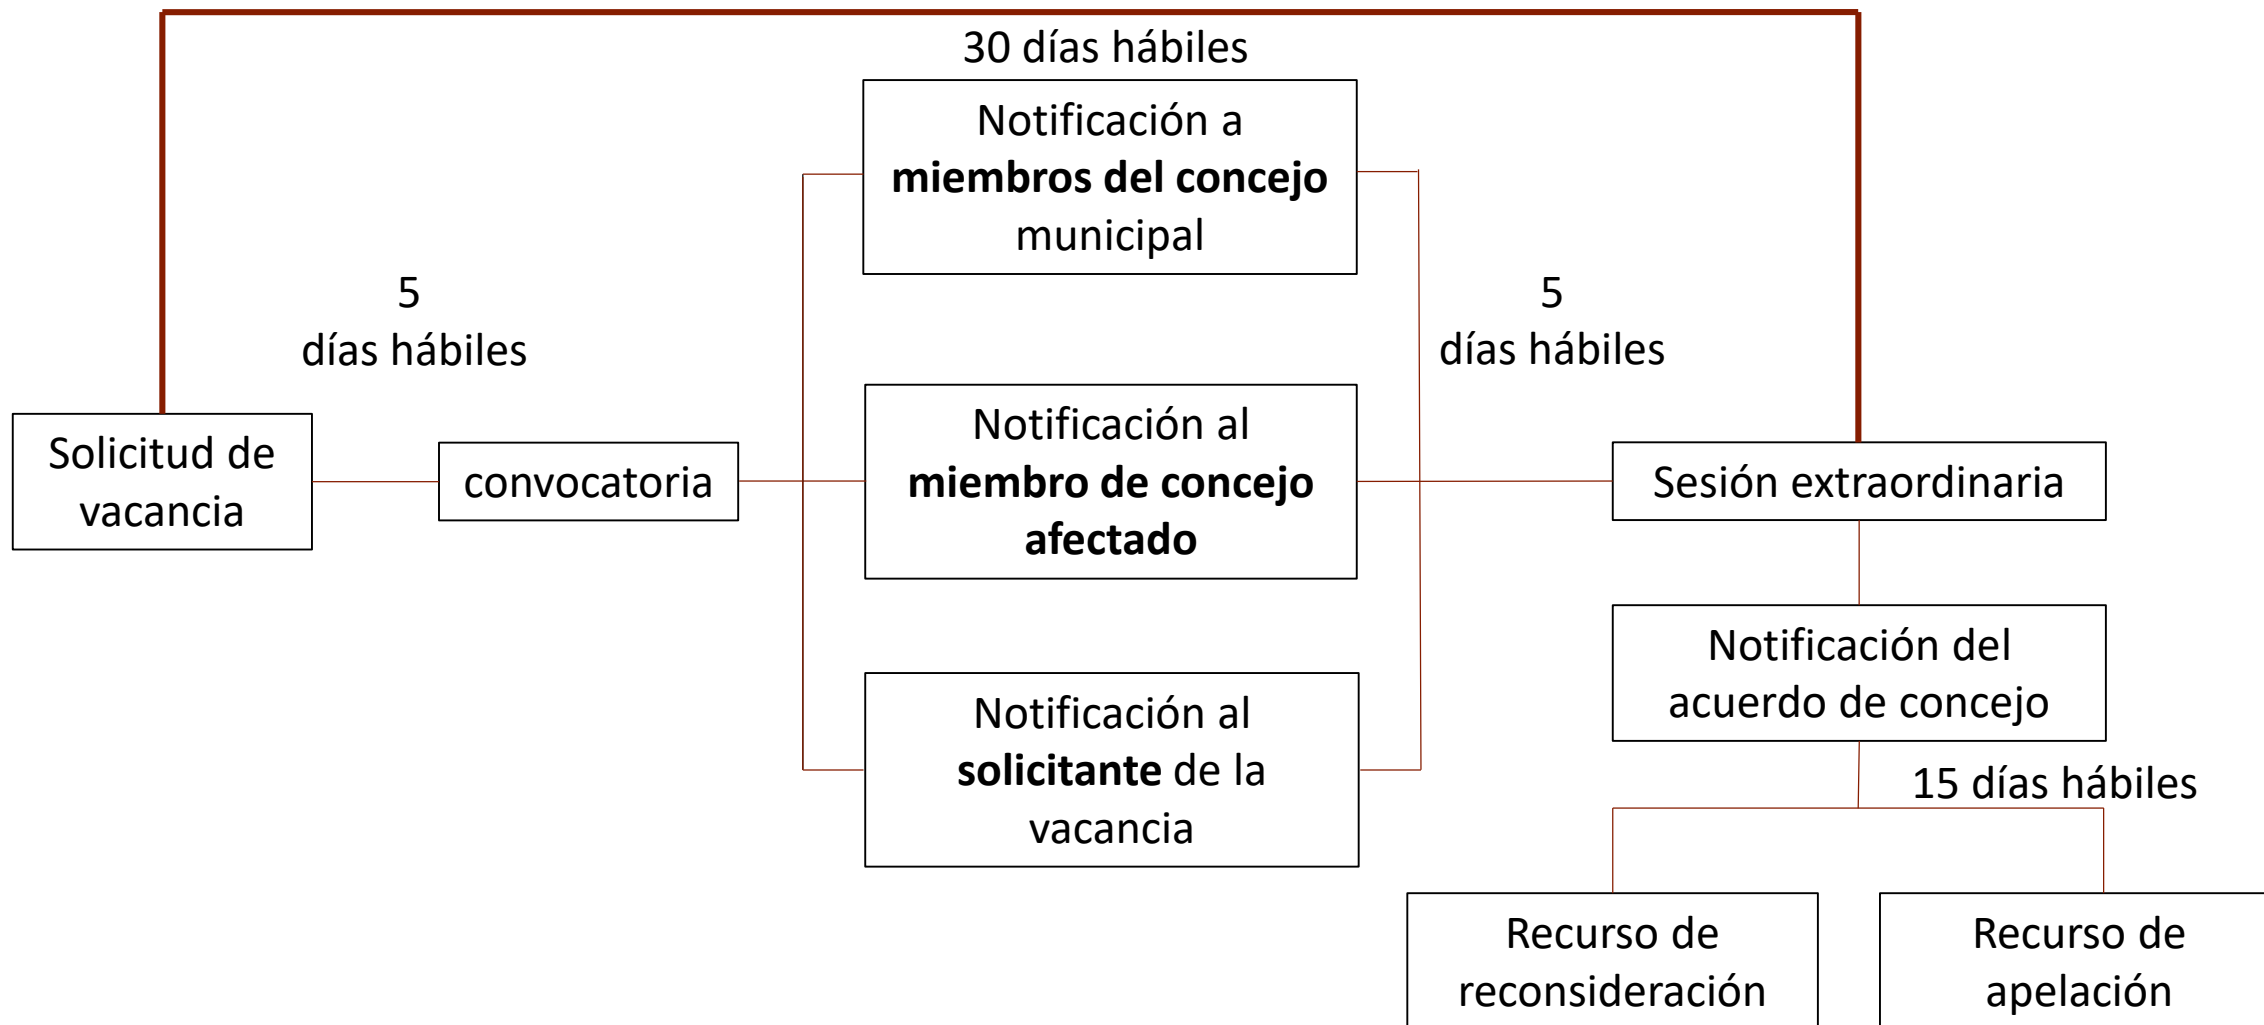 30 días hábiles
Notificación a
miembros del concejo
municipal
5
días hábiles
5
días hábiles
Solicitud de
vacancia
convocatoria
Notificación al
miembro de concejo
afectado
Sesión extraordinaria
Notificación al
solicitante de la
vacancia
Notificación del
acuerdo de concejo
15 días hábiles
Recurso de
reconsideración
Recurso de
apelación